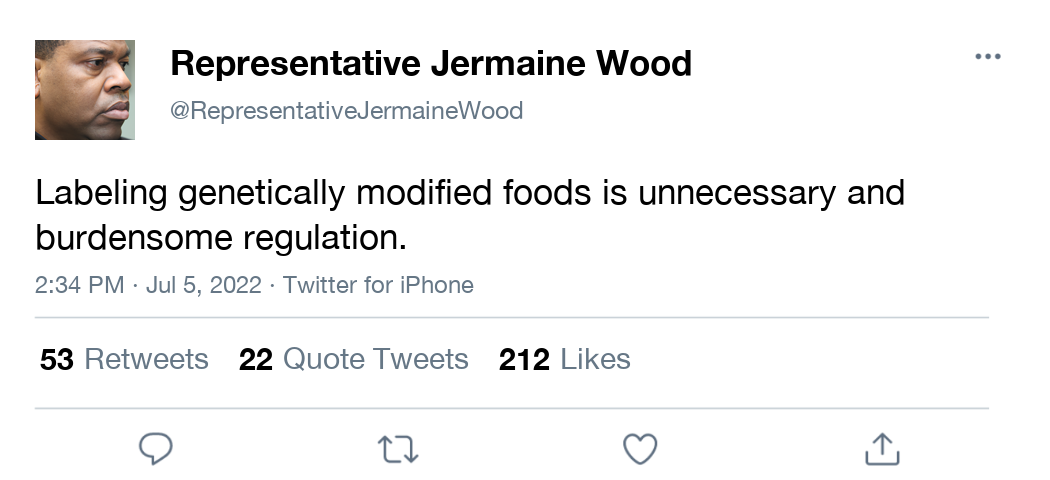 Representative Jermaine Wood
@RepresentativeJermaineWood
Labeling genetically modified foods is unnecessary and
burdensome regulation.
2:34 PM · Jul 5, 2022 · Twitter for iPhone
53 Retweets 22 Quote Tweets 212 Likes